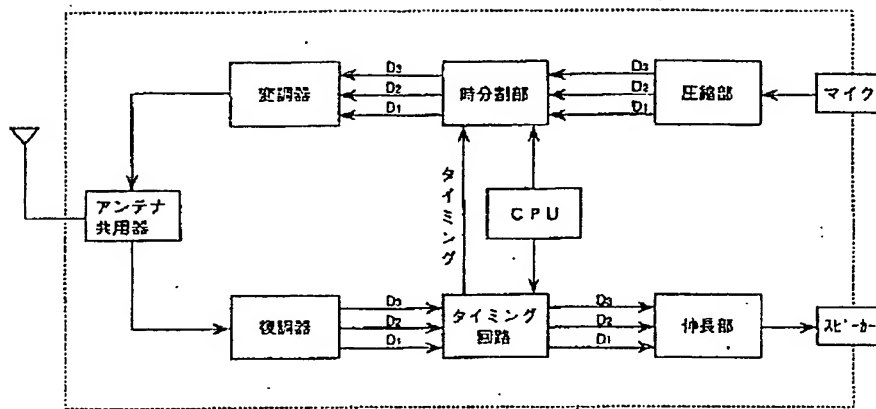 変調器
D3
D2
D1
時分割部
D3
D2
D1
圧縮部
マイク
アンテナ
共用器
タイミング
CPU
復調器
D3
D2
D1
タイミング
回路
D3
D2
D1
伸長部
スピーカー